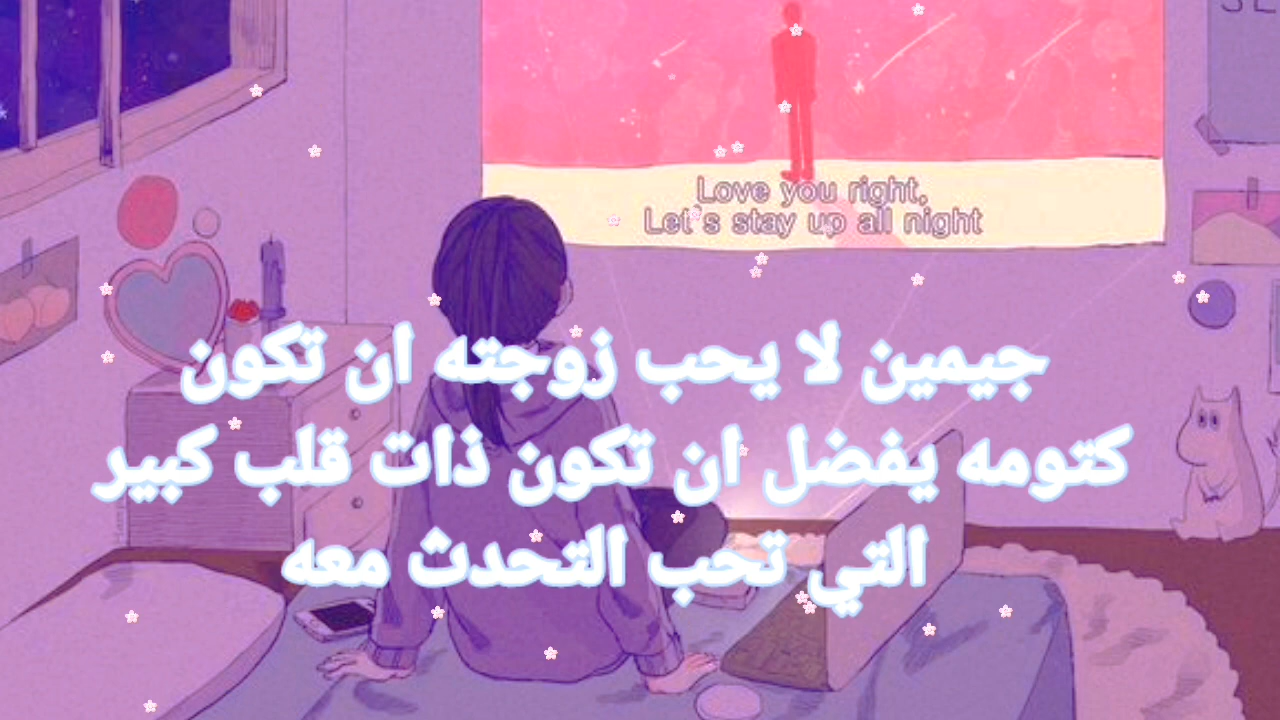 Love you right,
Let's stay up all night
جيمين لا يحب زوجته ان تكون
كتومه يفضل ان تكون ذات قلب كبير
التي تحب التحدث معه